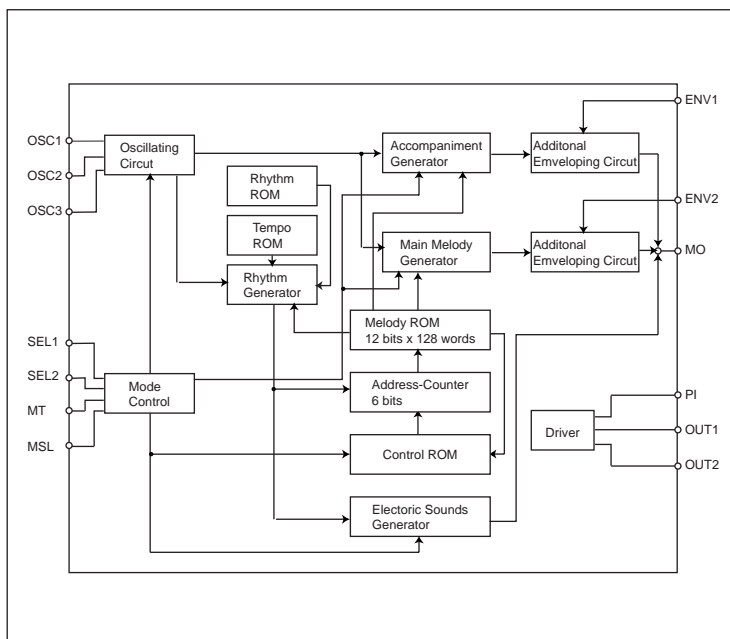 OSC1
OSC2
OSC3
Oscillating
Circut
Rhythm
ROM
Tempo
ROM
Rhythm
Generator
Accompaniment
Generator
Additonal
Emveloping Circut
ENV1
ENV2
Main Melody
Generator
Additonal
Emveloping Circut
MO
Melody ROM
12 bits x 128 words
SEL1
SEL2
MT
MSL
Mode
Control
Address-Counter
6 bits
Control ROM
Driver
PI
OUT1
OUT2
Electoric Sounds
Generator